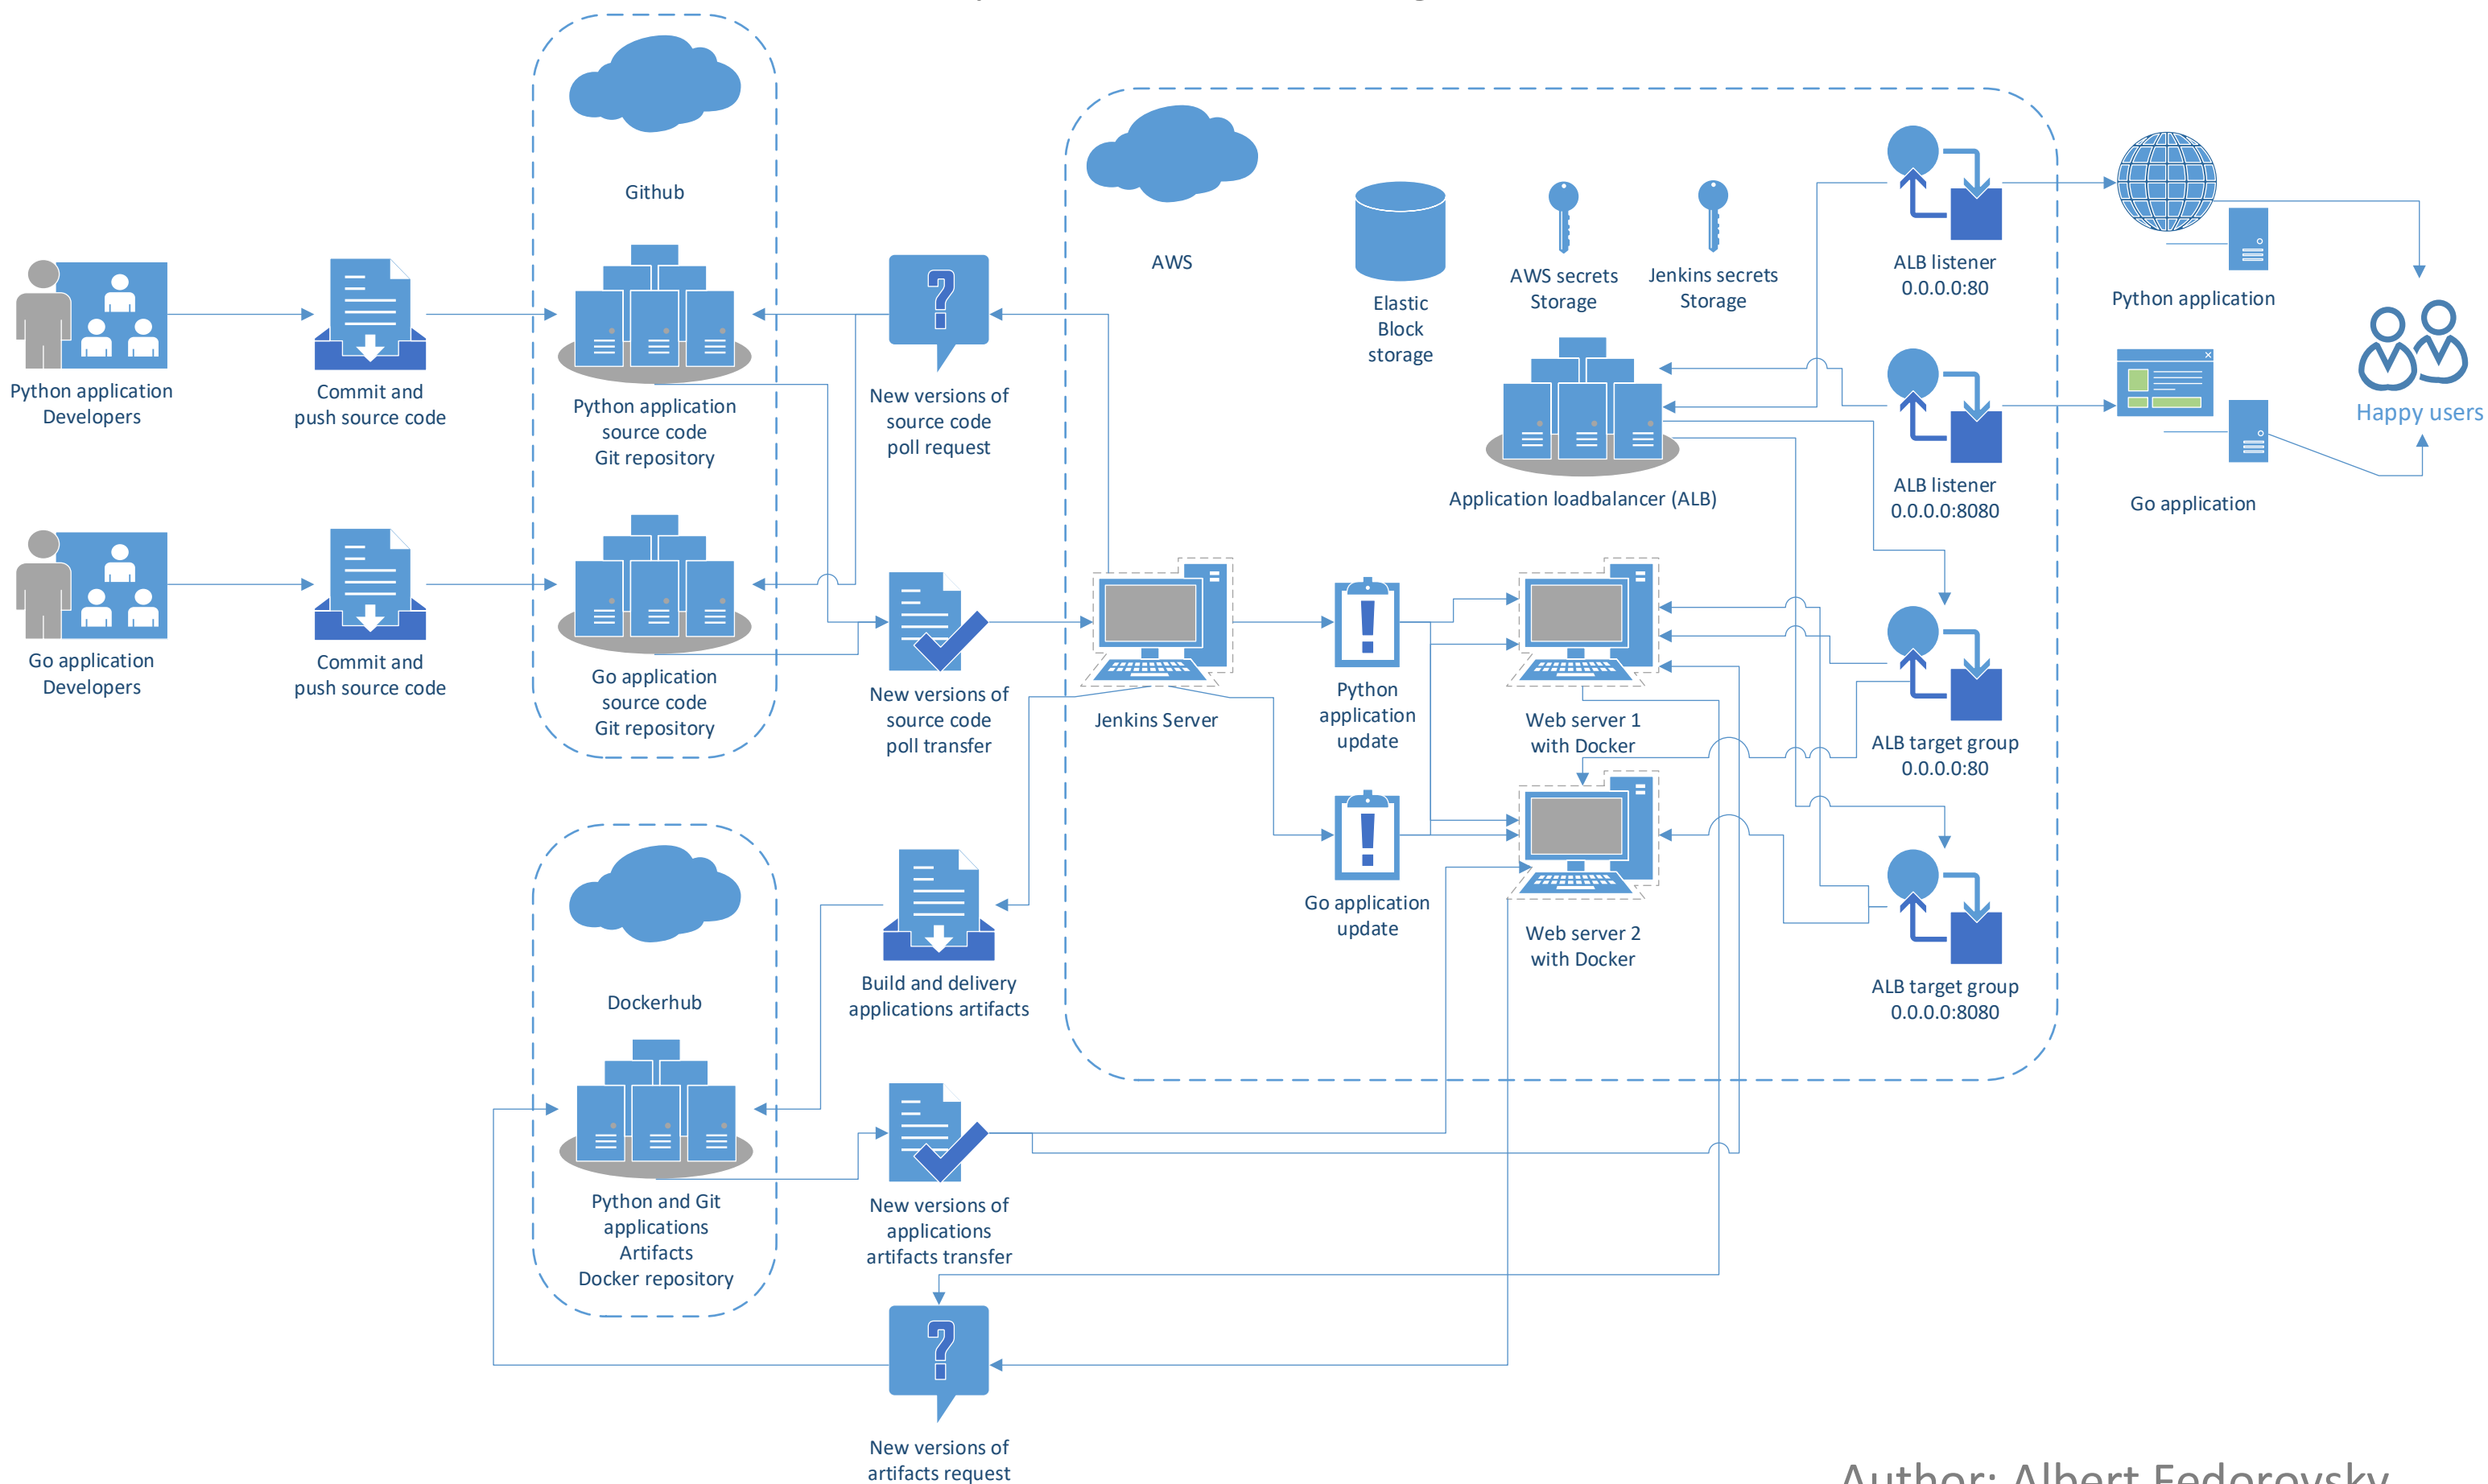 Github
Python application
Developers
Commit and
push source code
Python application
source code
Git repository
New versions of
source code
poll request
AWS
Elastic
Block
storage
AWS secrets
Storage
Jenkins secrets
Storage
Application loadbalancer (ALB)
ALB listener
0.0.0.0:80
ALB listener
0.0.0.0:8080
Python application
Go application
Happy users
Go application
Developers
Commit and
push source code
Go application
source code
Git repository
New versions of
source code
poll transfer
Jenkins Server
Python
application
update
Web server 1
with Docker
ALB target group
0.0.0.0:80
Go application
update
Web server 2
with Docker
ALB target group
0.0.0.0:8080
Dockerhub
Build and delivery
applications artifacts
Python and Git
applications
Artifacts
Docker repository
New versions of
applications
artifacts transfer
New versions of
artifacts request
Author: Albert Fedorovsky